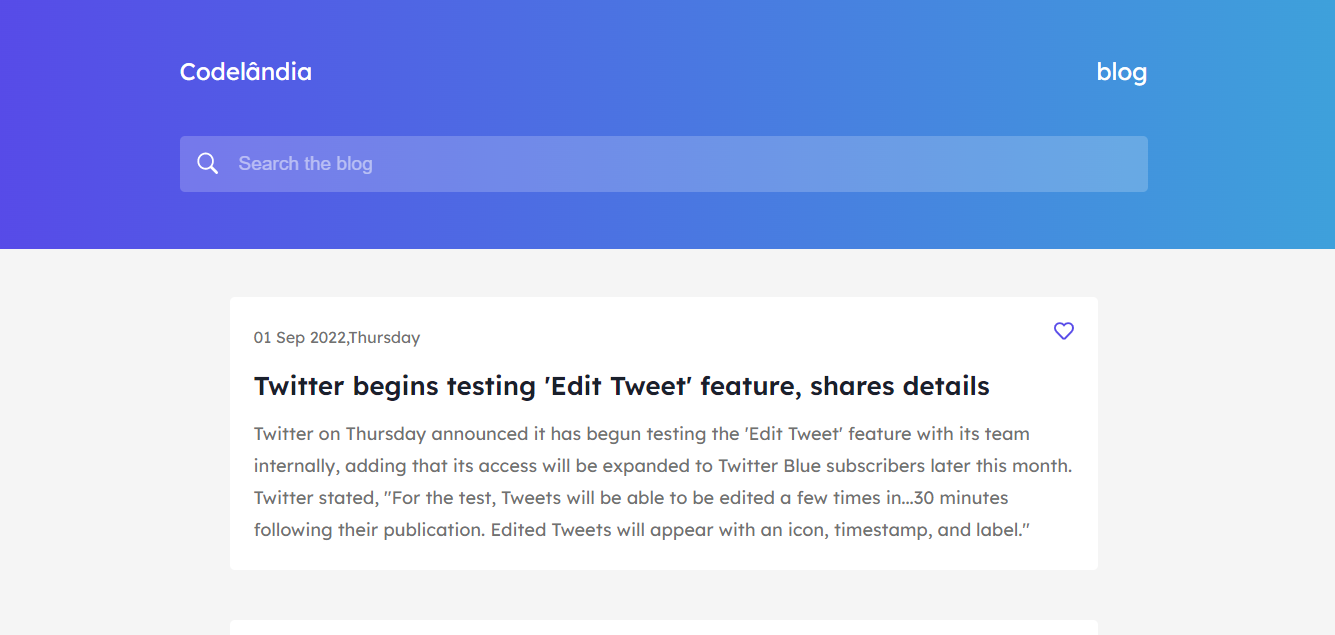 Codelândia
blog
Search the blog
01 Sep 2022,Thursday
Twitter begins testing 'Edit Tweet' feature, shares details
Twitter on Thursday announced it has begun testing the 'Edit Tweet' feature with its team
internally, adding that its access will be expanded to Twitter Blue subscribers later this month.
Twitter stated, "For the test, Tweets will be able to be edited a few times in...30 minutes
following their publication. Edited Tweets will appear with an icon, timestamp, and label."